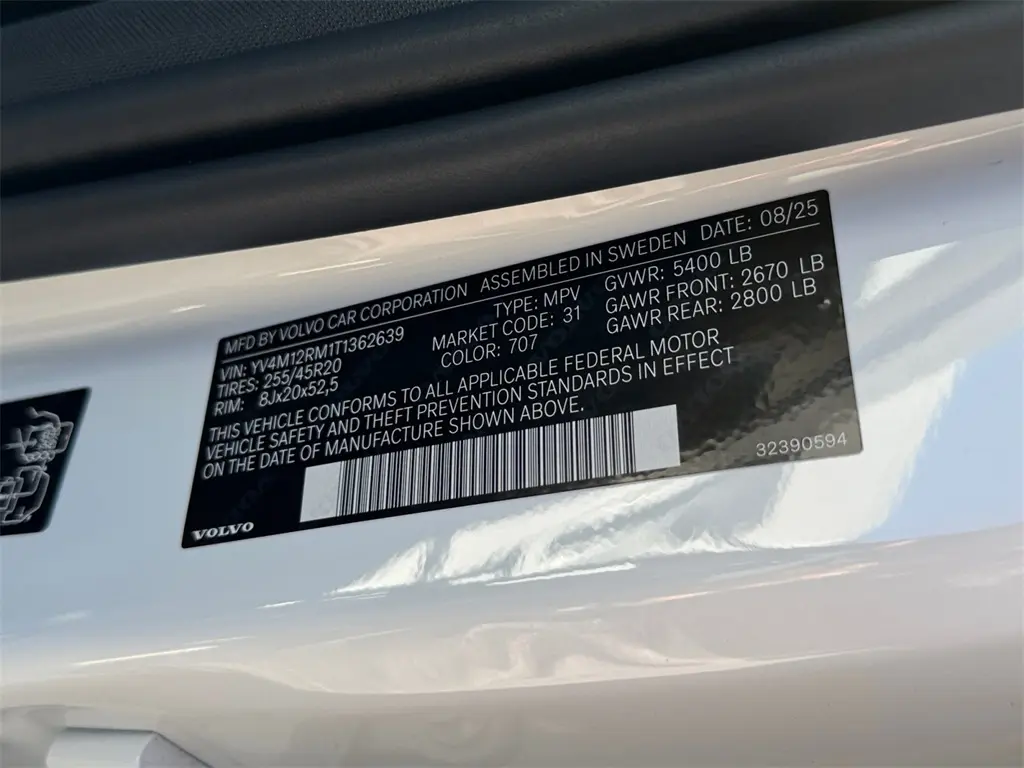 MFD BY VOLVO CAR CORPORATION ASSEMBLED IN SWEDEN DATE: 08/25
VIN: YV4M12RM1T1362639 TYPE: MPV GVWR: 5400 LB
TIRES: 255/45R20 MARKET CODE: 31 GAWR FRONT: 2670 LB
RIM: 8Jx20x52,5 COLOR: 707 GAWR REAR: 2800 LB
THIS VEHICLE CONFORMS TO ALL APPLICABLE FEDERAL MOTOR
VEHICLE SAFETY AND THEFT PREVENTION STANDARDS IN EFFECT
ON THE DATE OF MANUFACTURE SHOWN ABOVE.
32390594
VOLVO